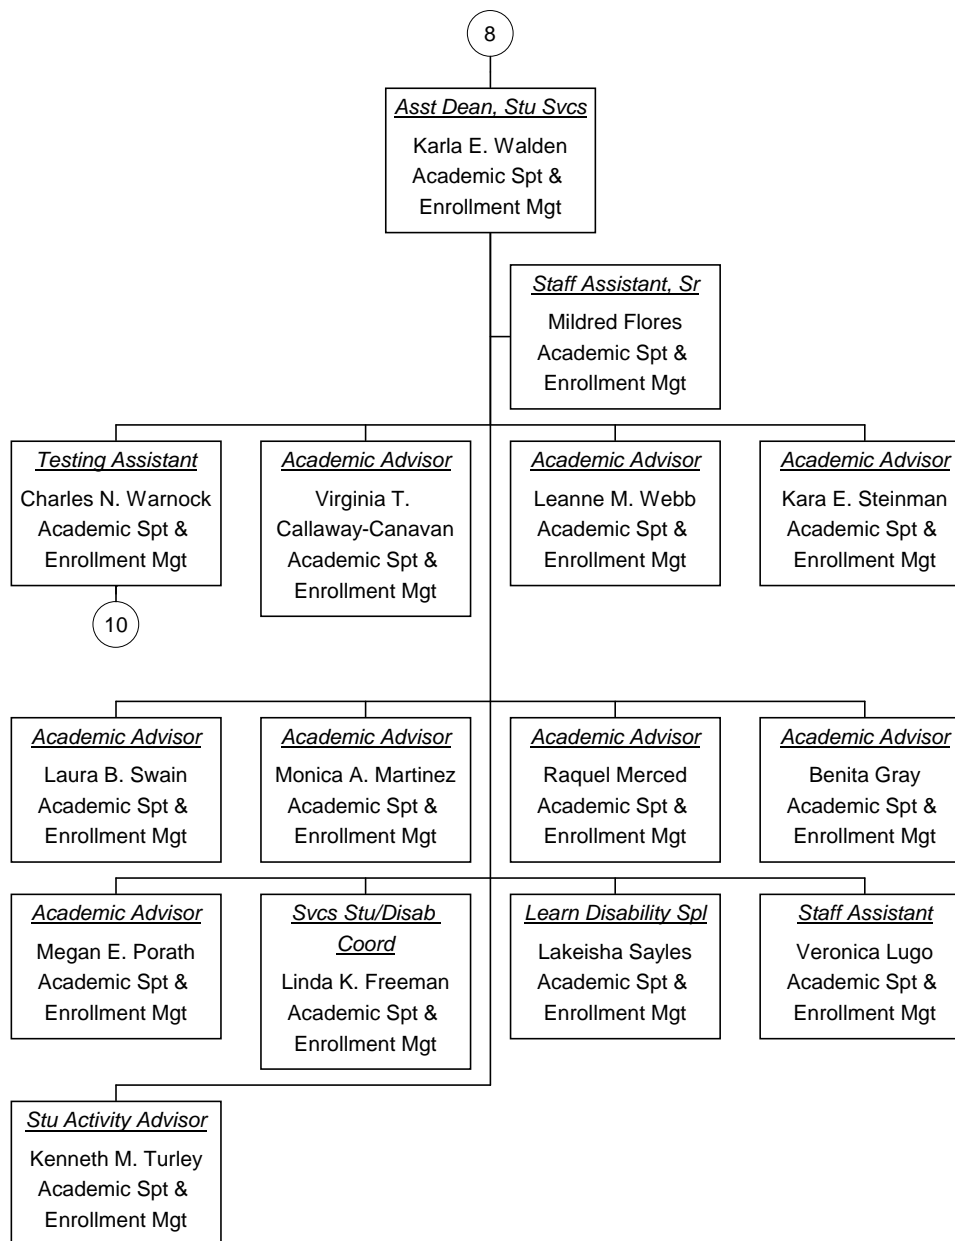 8
Asst Dean, Stu Svcs
Karla E. Walden
Academic Spt &
Enrollment Mgt
Staff Assistant, Sr
Mildred Flores
Academic Spt &
Enrollment Mgt
Testing Assistant
Charles N. Warnock
Academic Spt &
Enrollment Mgt
10
Academic Advisor
Virginia T.
Callaway-Canavan
Academic Spt &
Enrollment Mgt
Academic Advisor
Leanne M. Webb
Academic Spt &
Enrollment Mgt
Academic Advisor
Kara E. Steinman
Academic Spt &
Enrollment Mgt
Academic Advisor
Laura B. Swain
Academic Spt &
Enrollment Mgt
Academic Advisor
Monica A. Martinez
Academic Spt &
Enrollment Mgt
Academic Advisor
Raquel Merced
Academic Spt &
Enrollment Mgt
Academic Advisor
Benita Gray
Academic Spt &
Enrollment Mgt
Academic Advisor
Megan E. Porath
Academic Spt &
Enrollment Mgt
Svcs Stu/Disab
Coord
Linda K. Freeman
Academic Spt &
Enrollment Mgt
Learn Disability Spl
Lakeisha Sayles
Academic Spt &
Enrollment Mgt
Staff Assistant
Veronica Lugo
Academic Spt &
Enrollment Mgt
Stu Activity Advisor
Kenneth M. Turley
Academic Spt &
Enrollment Mgt